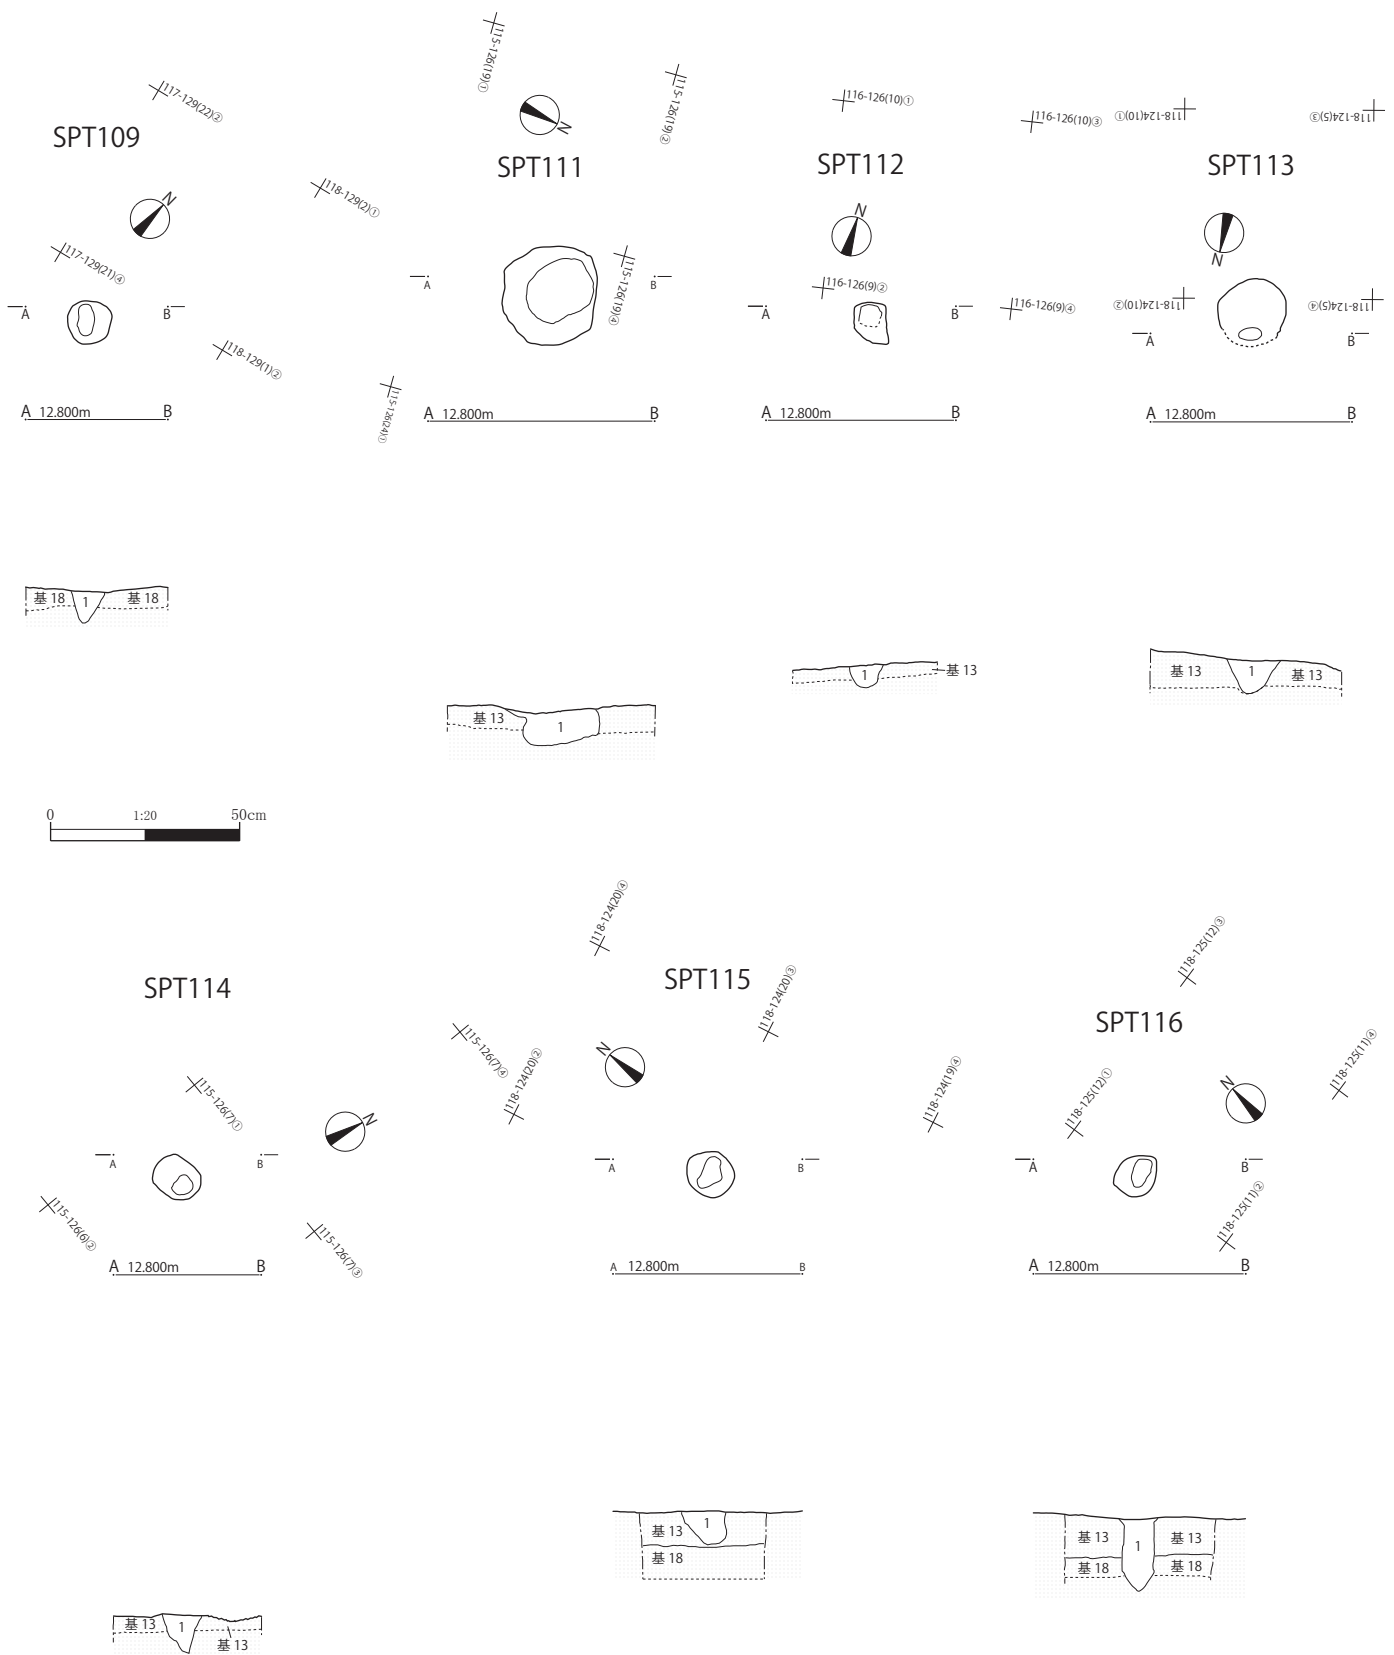 SPT109
117-129(22)②
118-129(2)①
N
117-129(21)④
118-129(1)②
A
B
A 12.800m B
基 18
1
基 18
SPT111
115-126(19)①
115-126(19)②
N
115-126(19)④
115-126(24)①
A
B
A 12.800m B
基 13
1
SPT112
116-126(10)①
116-126(10)③
N
116-126(9)②
116-126(9)④
A
B
A 12.800m B
1
基 13
SPT113
118-124(10)①
118-124(5)③
N
118-124(10)②
118-124(5)④
A
B
A 12.800m B
基 13
1
基 13
0 1:20 50cm
SPT114
115-126(7)④
115-126(7)①
N
115-126(6)②
115-126(7)③
A
B
A 12.800m B
基 13
1
基 13
SPT115
118-124(20)④
118-124(20)③
118-124(20)②
118-124(19)④
N
A
B
A 12.800m B
基 13
1
基 18
SPT116
118-125(12)③
118-125(11)④
118-125(12)①
118-125(11)②
N
A
B
A 12.800m B
基 13
1
基 13
基 18
基 18